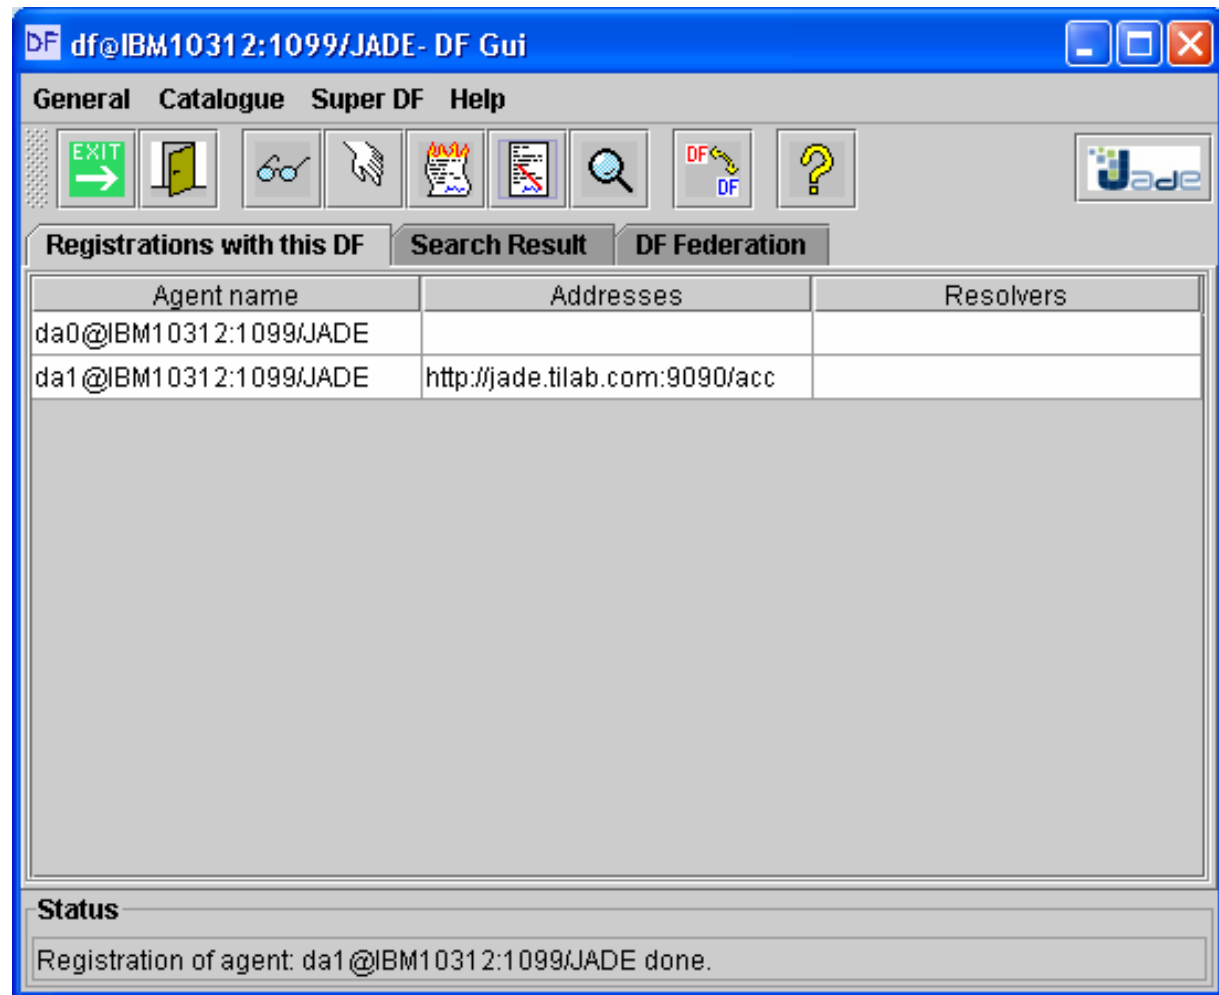 DF df@IBM10312:1099/JADE- DF Gui
General Catalogue Super DF Help
EXIT DF DF Jade
Registrations with this DF Search Result DF Federation
Agent name Addresses Resolvers
da0@IBM10312:1099/JADE
da1@IBM10312:1099/JADE http://jade.tilab.com:9090/acc
Status
Registration of agent: da1@IBM10312:1099/JADE done.